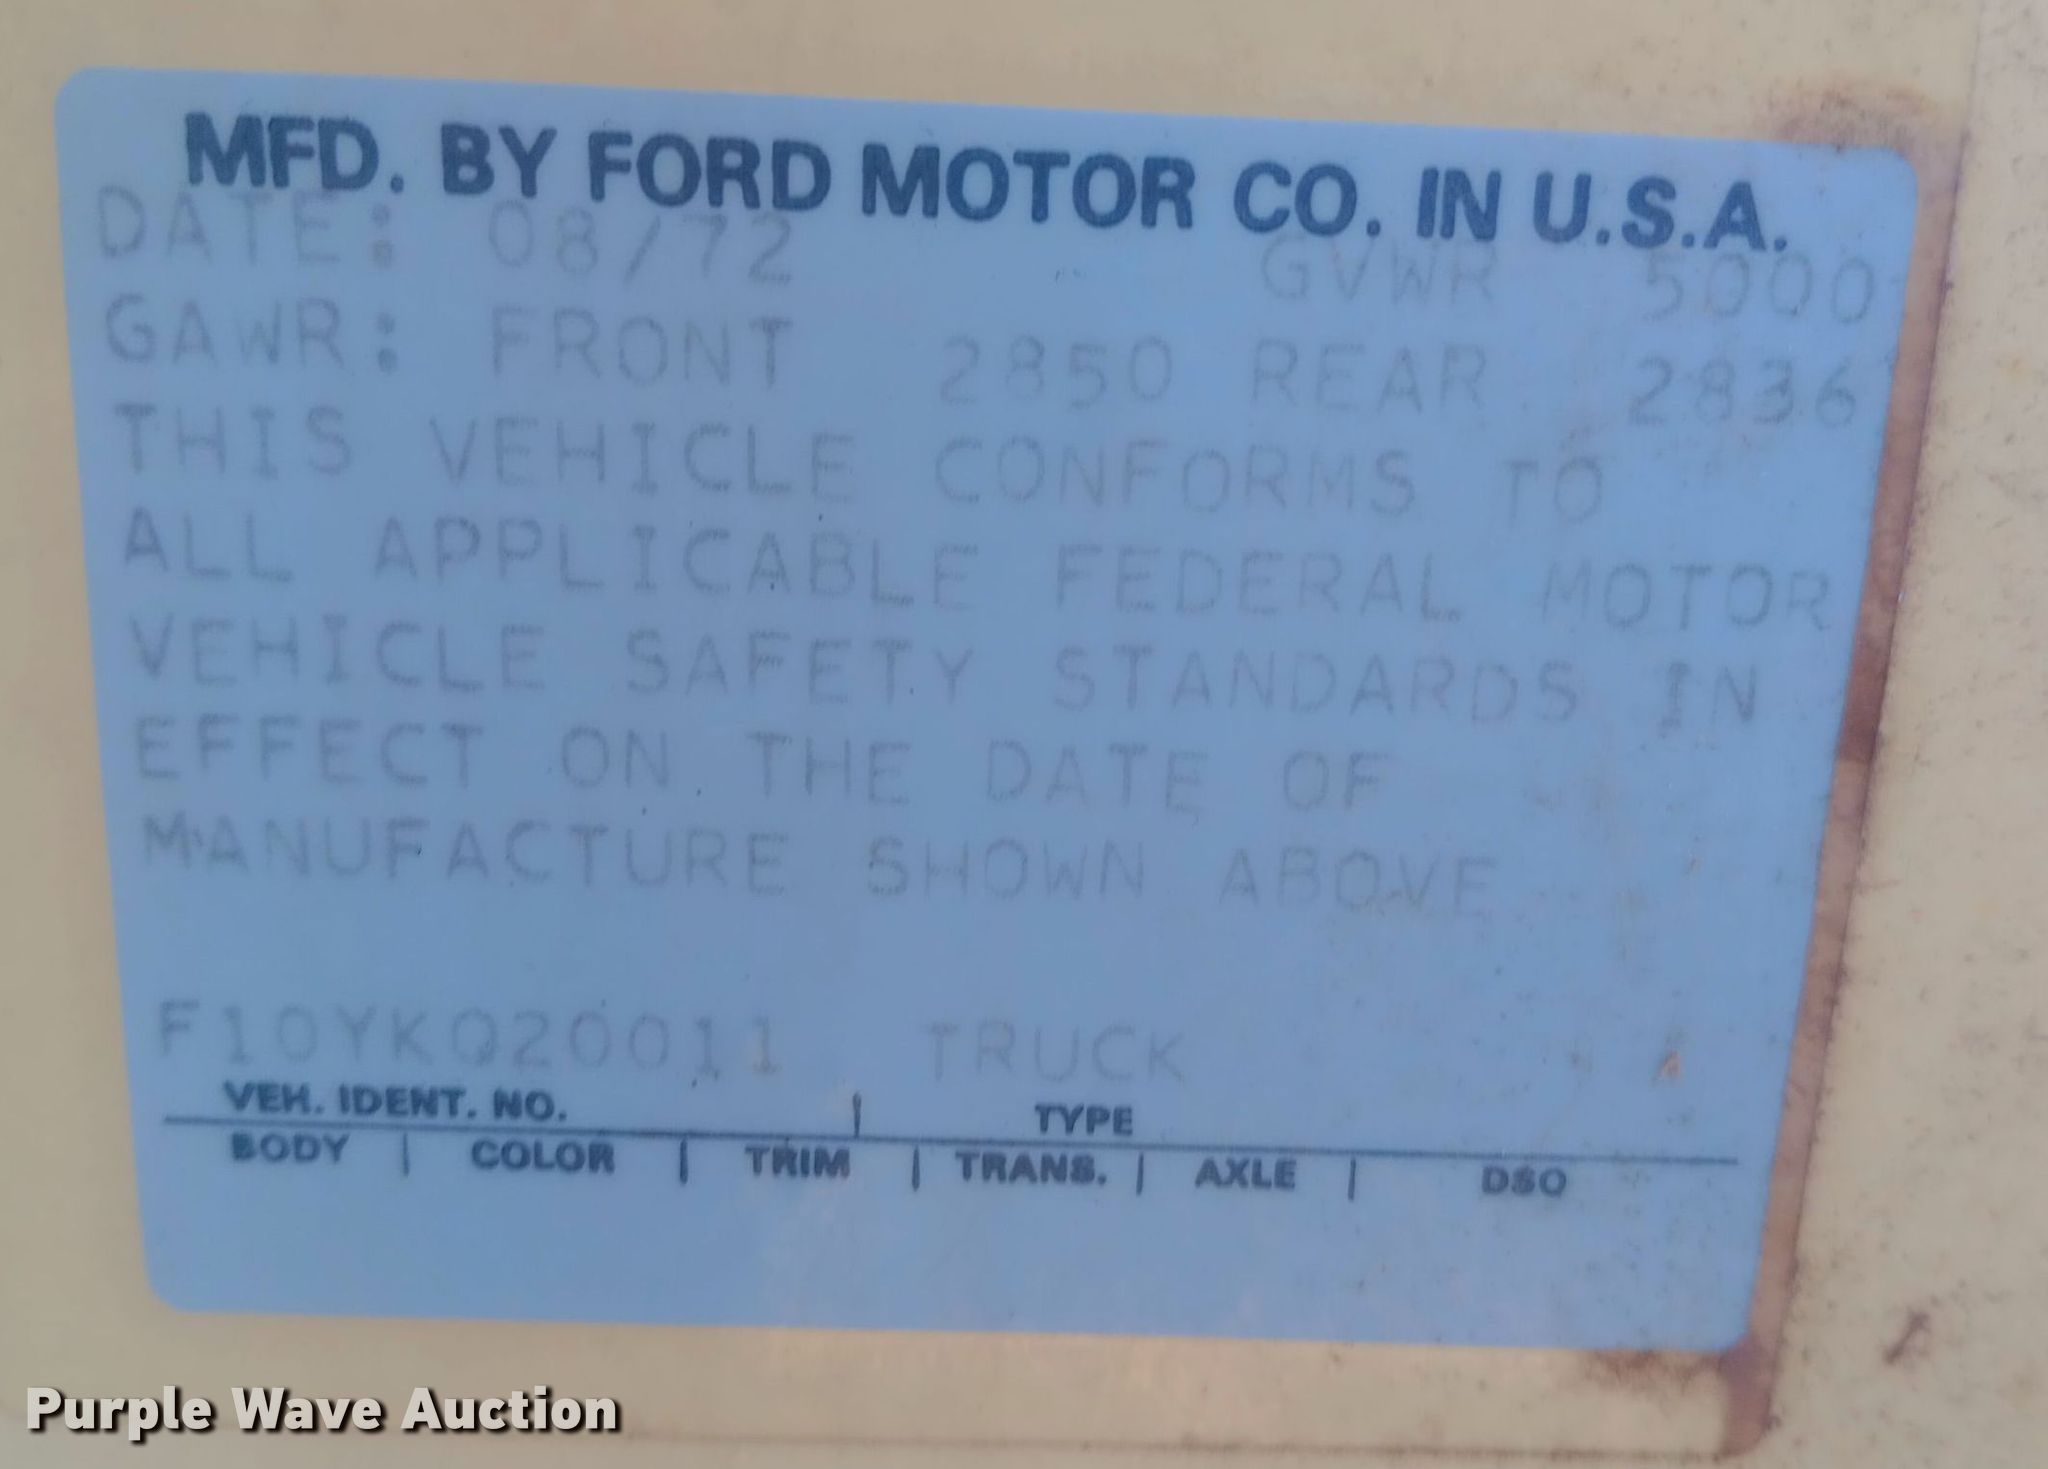 MFD. BY FORD MOTOR CO. IN U.S.A.
DATE: 08/72 GVWR 5000
GAWR: FRONT 2850 REAR 2836
THIS VEHICLE CONFORMS TO
ALL APPLICABLE FEDERAL MOTOR
VEHICLE SAFETY STANDARDS IN
EFFECT ON THE DATE OF
MANUFACTURE SHOWN ABOVE
F10YKQ20011 TRUCK
VEH. IDENT. NO. | TYPE
BODY | COLOR | TRIM | TRANS. | AXLE | DSO
Purple Wave Auction